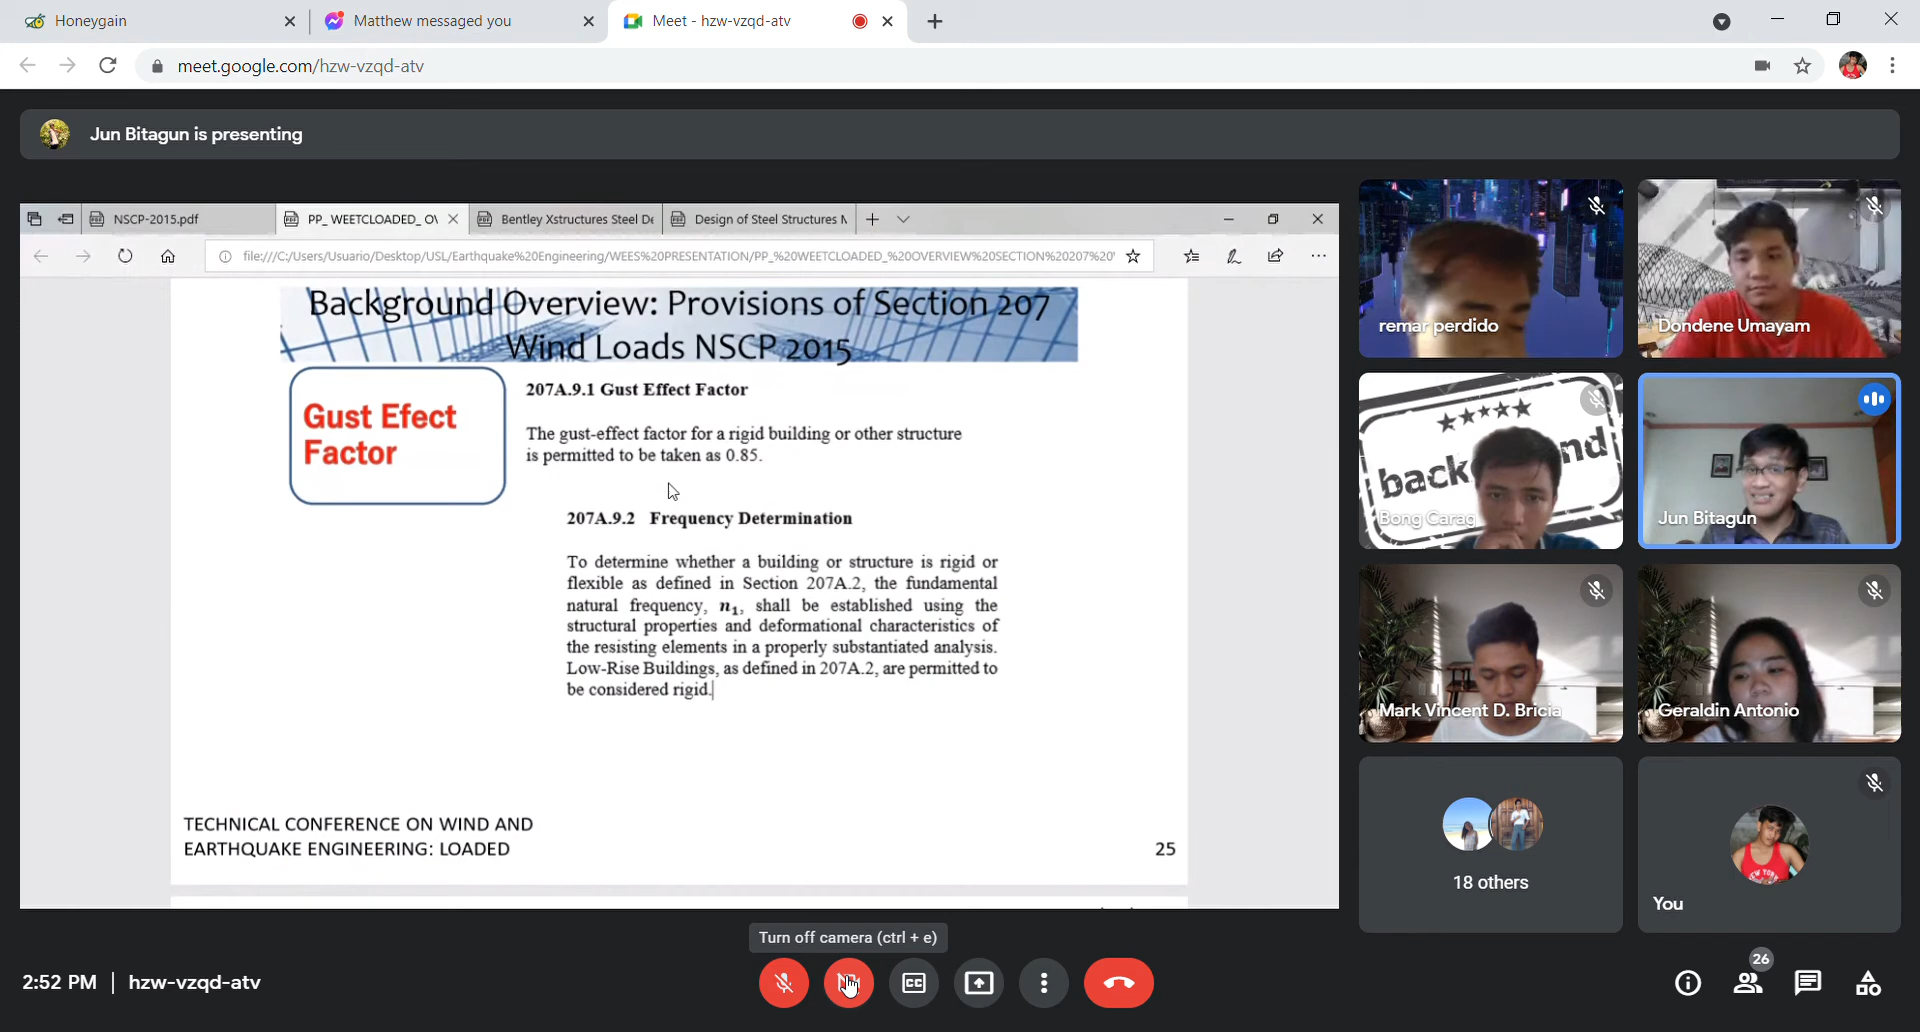 Honeygain
Matthew messaged you
Meet - hzw-vzqd-atv
meet.google.com/hzw-vzqd-atv
Jun Bitagun is presenting
NSCP-2015.pdf
PP_ WEETCLOADED_ O
Bentley Xstructures Steel De
Design of Steel Structures
file:///C:/Users/Usuario/Desktop/USL/Earthquake%20Engineering/WEES%20PRESENTATION/PP_%20WEETCLOADED_%20OVERVIEW%20SECTION%20207%20
Background Overview: Provisions of Section 207
Wind Loads NSCP 2015
Gust Efect
Factor
207A.9.1 Gust Effect Factor
The gust-effect factor for a rigid building or other structure
is permitted to be taken as 0.85.
207A.9.2 Frequency Determination
To determine whether a building or structure is rigid or
flexible as defined in Section 207A.2, the fundamental
natural frequency, n₁, shall be established using the
structural properties and deformational characteristics of
the resisting elements in a properly substantiated analysis.
Low-Rise Buildings, as defined in 207A.2, are permitted to
be considered rigid.
TECHNICAL CONFERENCE ON WIND AND
EARTHQUAKE ENGINEERING: LOADED
25
remar perdido
Dondene Umayam
back nd
Bong Carag
Jun Bitagun
Mark Vincent D. Bricia
Geraldin Antonio
18 others
You
Turn off camera (ctrl + e)
2:52 PM | hzw-vzqd-atv
CC
26